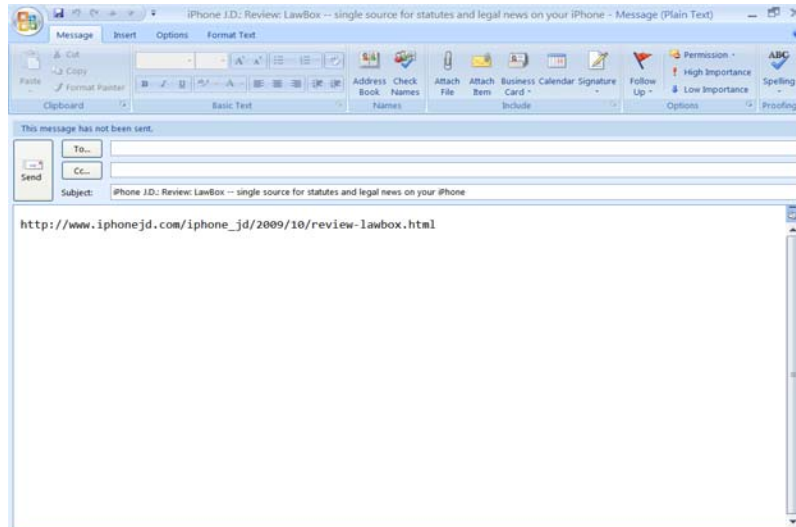 iPhone J.D.: Review: LawBox -- single source for statutes and legal news on your iPhone - Message (Plain Text)
Message Insert Options Format Text
Paste
Cut
Copy
Format Painter
Clipboard
B I U A
Basic Text
Address Book
Check Names
Names
Attach File
Attach Item
Business Card
Calendar
Signature
Include
Follow Up
Permission
High Importance
Low Importance
Options
ABC
Spelling
Proofing
This message has not been sent.
Send
To...
Cc...
Subject: iPhone J.D.: Review: LawBox -- single source for statutes and legal news on your iPhone
http://www.iphonejd.com/iphone_jd/2009/10/review-lawbox.html